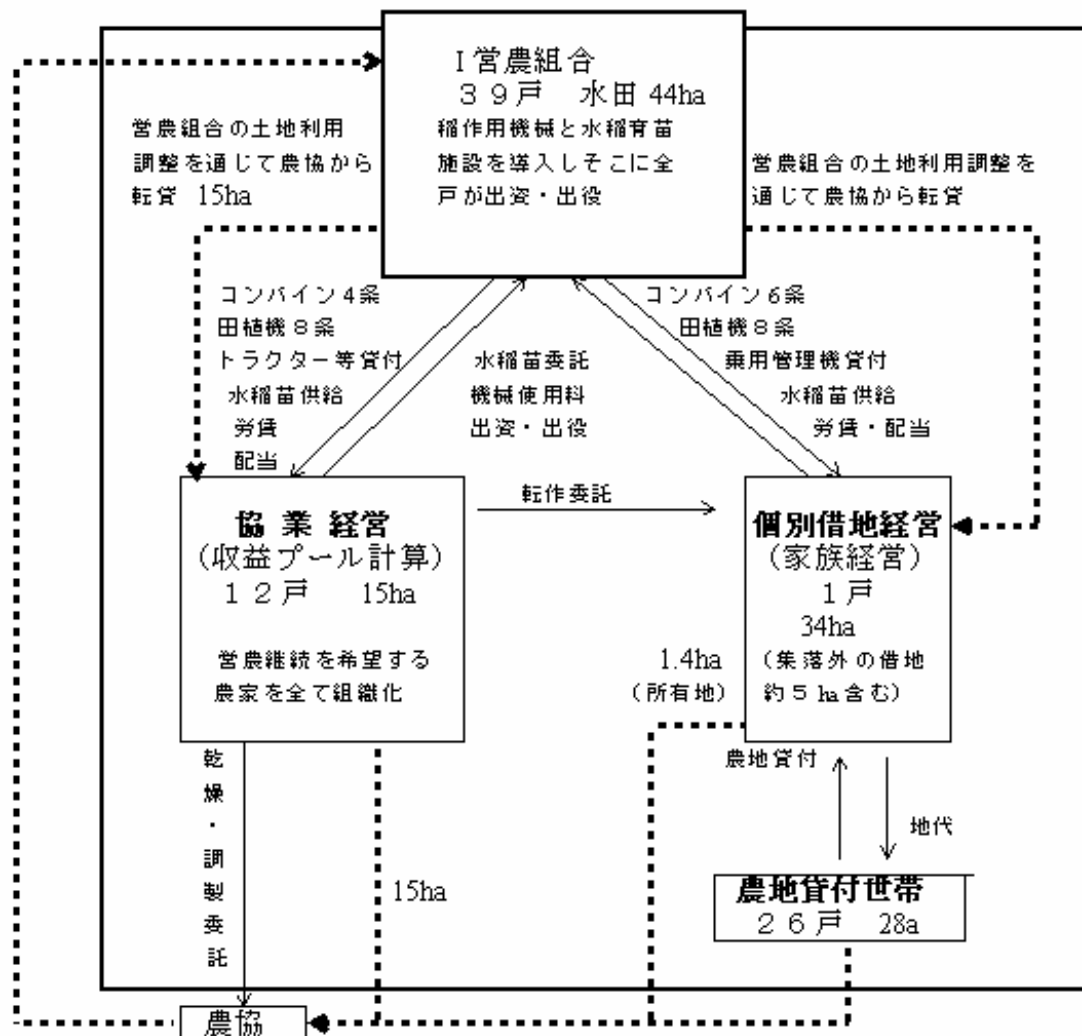 I営農組合
39戸 水田44ha
稲作用機械と水稲育苗
施設を導入しそこに全
戸が出資・出役
営農組合の土地利用
調整を通じて農協から
転貸 15ha
営農組合の土地利用調整を
通じて農協から転貸
コンバイン4条
田植機8条
トラクター等貸付
水稲苗供給
労賃
配当
水稲苗委託
機械使用料
出資・出役
コンバイン6条
田植機8条
乗用管理機貸付
水稲苗供給
労賃・配当
協業経営
(収益プール計算)
12戸 15ha
営農継続を希望する
農家を全て組織化
転作委託
個別借地経営
(家族経営)
1戸
34ha
(集落外の借地
約5ha含む)
1.4ha
(所有地)
乾燥・調製委託
15ha
農地貸付
地代
農地貸付世帯
26戸 28a
農協